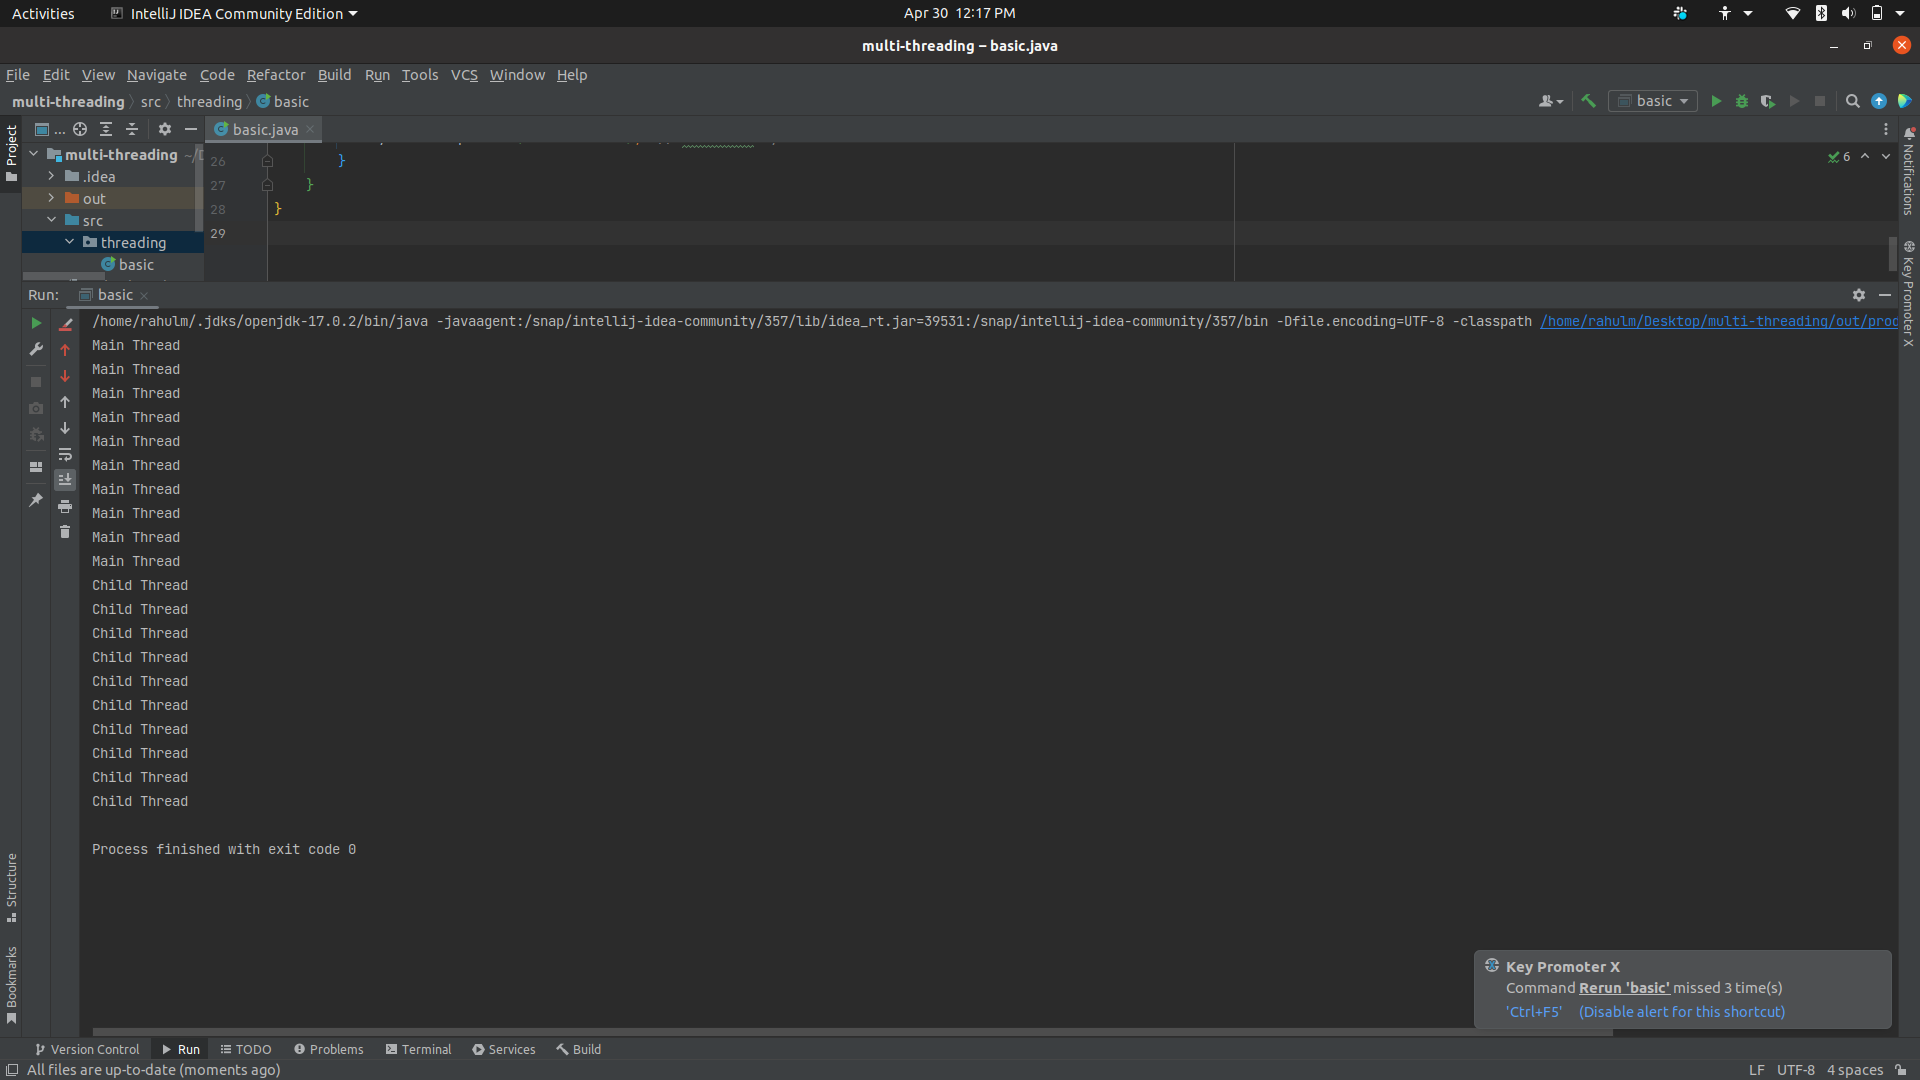 Activities
IntelliJ IDEA Community Edition
Apr 30 12:17 PM
multi-threading – basic.java
File Edit View Navigate Code Refactor Build Run Tools VCS Window Help
multi-threading src threading basic
basic
Project
...
basic.java
multi-threading
.idea
out
src
threading
basic
26 }
27 }
28 }
29
6
Notifications
Key Promoter X
Run: basic
/home/rahulm/.jdks/openjdk-17.0.2/bin/java -javaagent:/snap/intellij-idea-community/357/lib/idea_rt.jar=39531:/snap/intellij-idea-community/357/bin -Dfile.encoding=UTF-8 -classpath /home/rahulm/Desktop/multi-threading/out/proc
Main Thread
Main Thread
Main Thread
Main Thread
Main Thread
Main Thread
Main Thread
Main Thread
Main Thread
Main Thread
Child Thread
Child Thread
Child Thread
Child Thread
Child Thread
Child Thread
Child Thread
Child Thread
Child Thread
Child Thread
Process finished with exit code 0
Structure
Bookmarks
Key Promoter X
Command Rerun 'basic' missed 3 time(s)
'Ctrl+F5' (Disable alert for this shortcut)
Version Control Run TODO Problems Terminal Services Build
All files are up-to-date (moments ago)
LF UTF-8 4 spaces